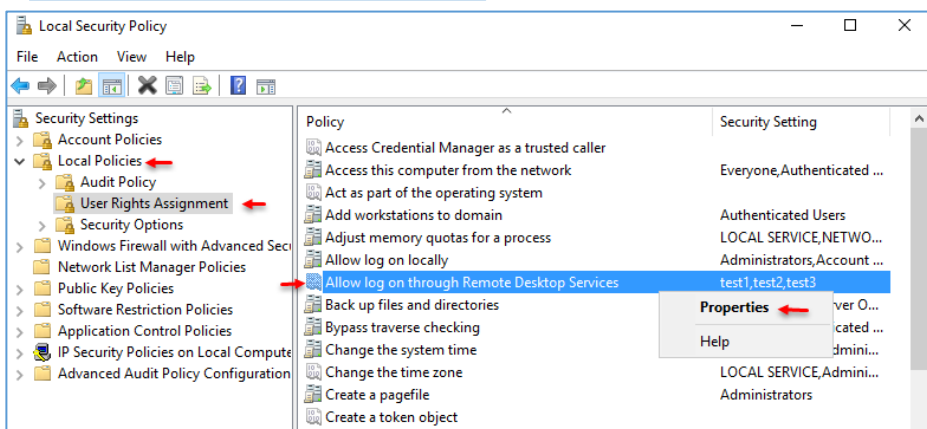 Local Security Policy
File Action View Help
Security Settings
Account Policies
Local Policies
Audit Policy
User Rights Assignment
Security Options
Windows Firewall with Advanced Secu
Network List Manager Policies
Public Key Policies
Software Restriction Policies
Application Control Policies
IP Security Policies on Local Compute
Advanced Audit Policy Configuration
Policy Security Setting
Access Credential Manager as a trusted caller
Access this computer from the network Everyone,Authenticated ...
Act as part of the operating system
Add workstations to domain Authenticated Users
Adjust memory quotas for a process LOCAL SERVICE,NETWO...
Allow log on locally Administrators,Account ...
Allow log on through Remote Desktop Services test1,test2,test3
Back up files and directories ver O...
Bypass traverse checking icated ...
Change the system time dmini...
Change the time zone LOCAL SERVICE,Admini...
Create a pagefile Administrators
Create a token object
Properties
Help